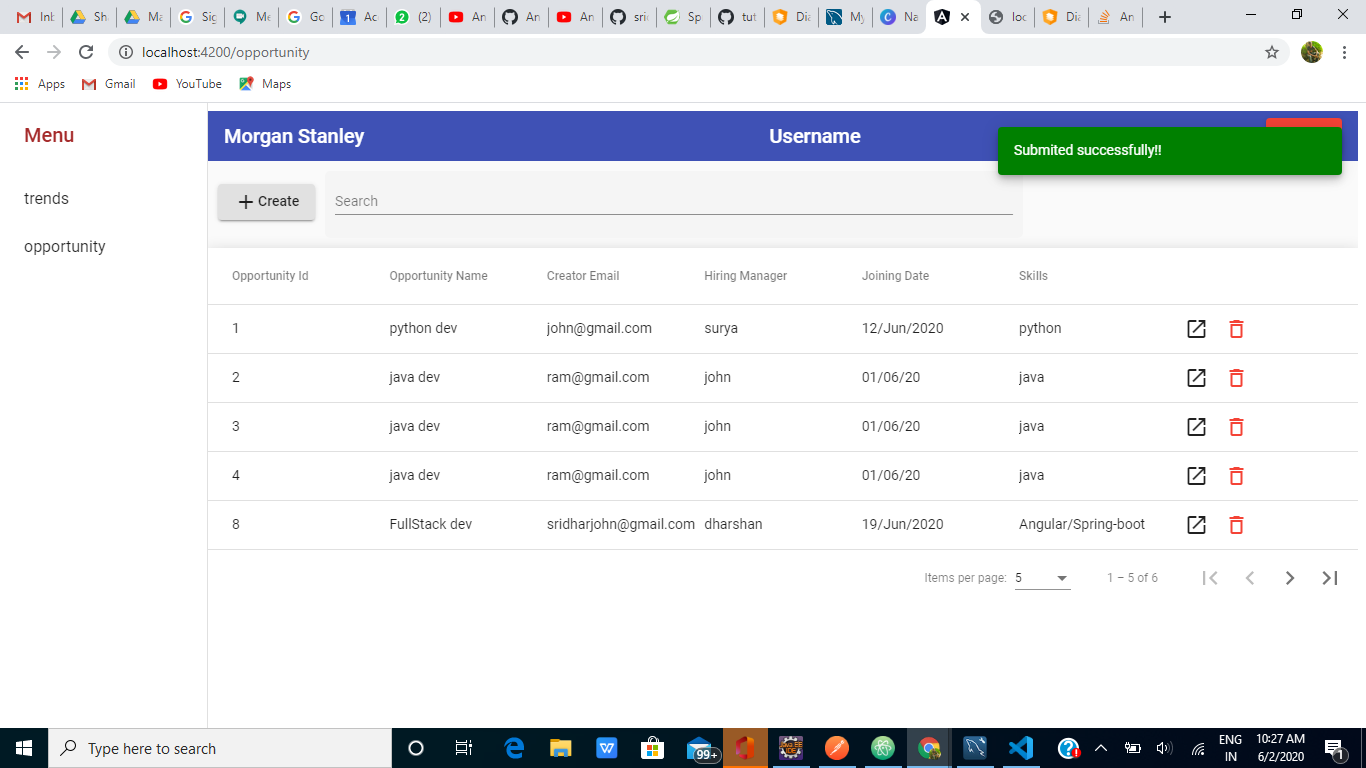 Inb Sh Ma Sig Me Go Ac (2) An An An sric Sp tut Dia My Na loc Dia An
localhost:4200/opportunity
Apps Gmail YouTube Maps
Menu
trends
opportunity
Morgan Stanley Username
Submited successfully!!
Create Search
Opportunity Id Opportunity Name Creator Email Hiring Manager Joining Date Skills
1 python dev john@gmail.com surya 12/Jun/2020 python
2 java dev ram@gmail.com john 01/06/20 java
3 java dev ram@gmail.com john 01/06/20 java
4 java dev ram@gmail.com john 01/06/20 java
8 FullStack dev sridharjohn@gmail.com dharshan 19/Jun/2020 Angular/Spring-boot
Items per page: 5 1 – 5 of 6
Type here to search
99+
ENG
IN
10:27 AM
6/2/2020
1